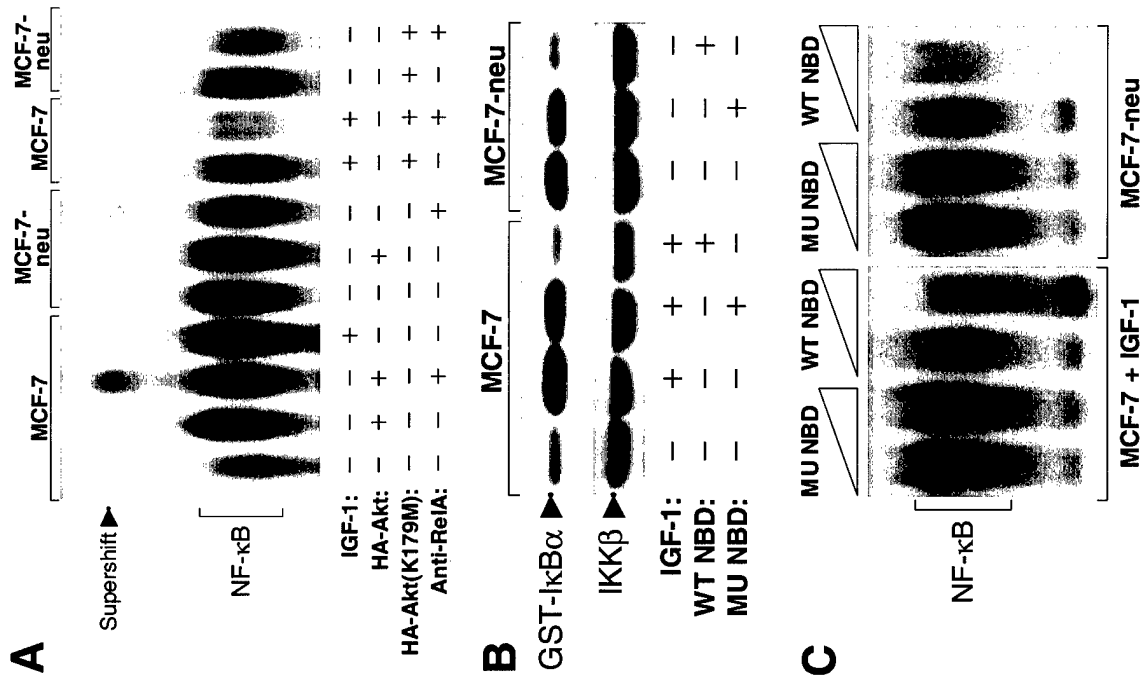 A
MCF-7 MCF-7-neu MCF-7 MCF-7-neu
Supershift
NF-κB
IGF-1: − − − + − − − + + − −
HA-Akt: − + + − − + − − − − −
HA-Akt(K179M): − − − − − − − + + + +
Anti-RelA: − − + − − − + − + − +
B
MCF-7 MCF-7-neu
GST-IκBα
IKKβ
IGF-1: − + + + − − −
WT NBD: − − − + − − +
MU NBD: − − + − − + −
C
MU NBD WT NBD MU NBD WT NBD
NF-κB
MCF-7 + IGF-1 MCF-7-neu